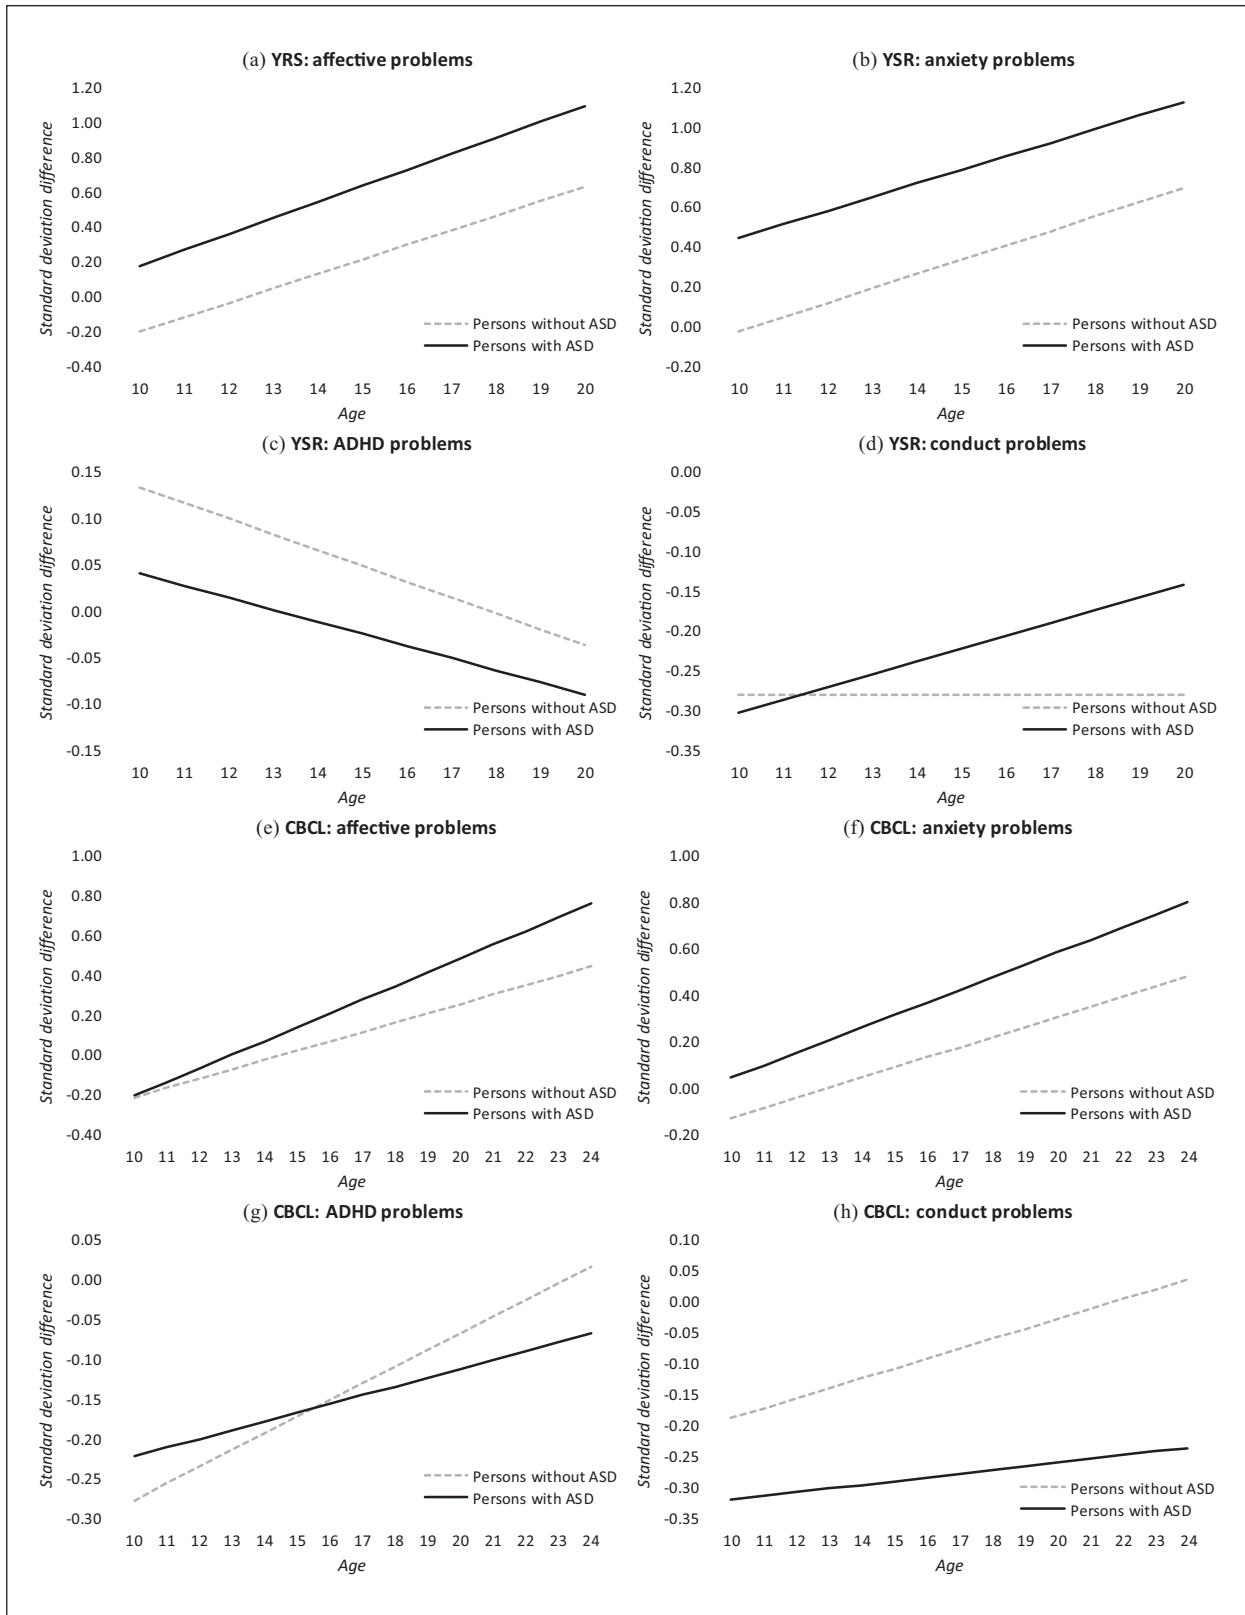 (a) YRS: affective problems
1.20
1.00
0.80
0.60
0.40
0.20
0.00
-0.20
-0.40
Standard deviation difference
Persons without ASD
Persons with ASD
10 11 12 13 14 15 16 17 18 19 20
Age
(b) YSR: anxiety problems
1.20
1.00
0.80
0.60
0.40
0.20
0.00
-0.20
Standard deviation difference
Persons without ASD
Persons with ASD
10 11 12 13 14 15 16 17 18 19 20
Age
(c) YSR: ADHD problems
0.15
0.10
0.05
0.00
-0.05
-0.10
-0.15
Standard deviation difference
Persons without ASD
Persons with ASD
10 11 12 13 14 15 16 17 18 19 20
Age
(d) YSR: conduct problems
0.00
-0.05
-0.10
-0.15
-0.20
-0.25
-0.30
-0.35
Standard deviation difference
Persons without ASD
Persons with ASD
10 11 12 13 14 15 16 17 18 19 20
Age
(e) CBCL: affective problems
1.00
0.80
0.60
0.40
0.20
0.00
-0.20
-0.40
Standard deviation difference
Persons without ASD
Persons with ASD
10 11 12 13 14 15 16 17 18 19 20 21 22 23 24
Age
(f) CBCL: anxiety problems
1.00
0.80
0.60
0.40
0.20
0.00
-0.20
Standard deviation difference
Persons without ASD
Persons with ASD
10 11 12 13 14 15 16 17 18 19 20 21 22 23 24
Age
(g) CBCL: ADHD problems
0.05
0.00
-0.05
-0.10
-0.15
-0.20
-0.25
-0.30
Standard deviation difference
Persons without ASD
Persons with ASD
10 11 12 13 14 15 16 17 18 19 20 21 22 23 24
Age
(h) CBCL: conduct problems
0.10
0.05
0.00
-0.05
-0.10
-0.15
-0.20
-0.25
-0.30
-0.35
Standard deviation difference
Persons without ASD
Persons with ASD
10 11 12 13 14 15 16 17 18 19 20 21 22 23 24
Age